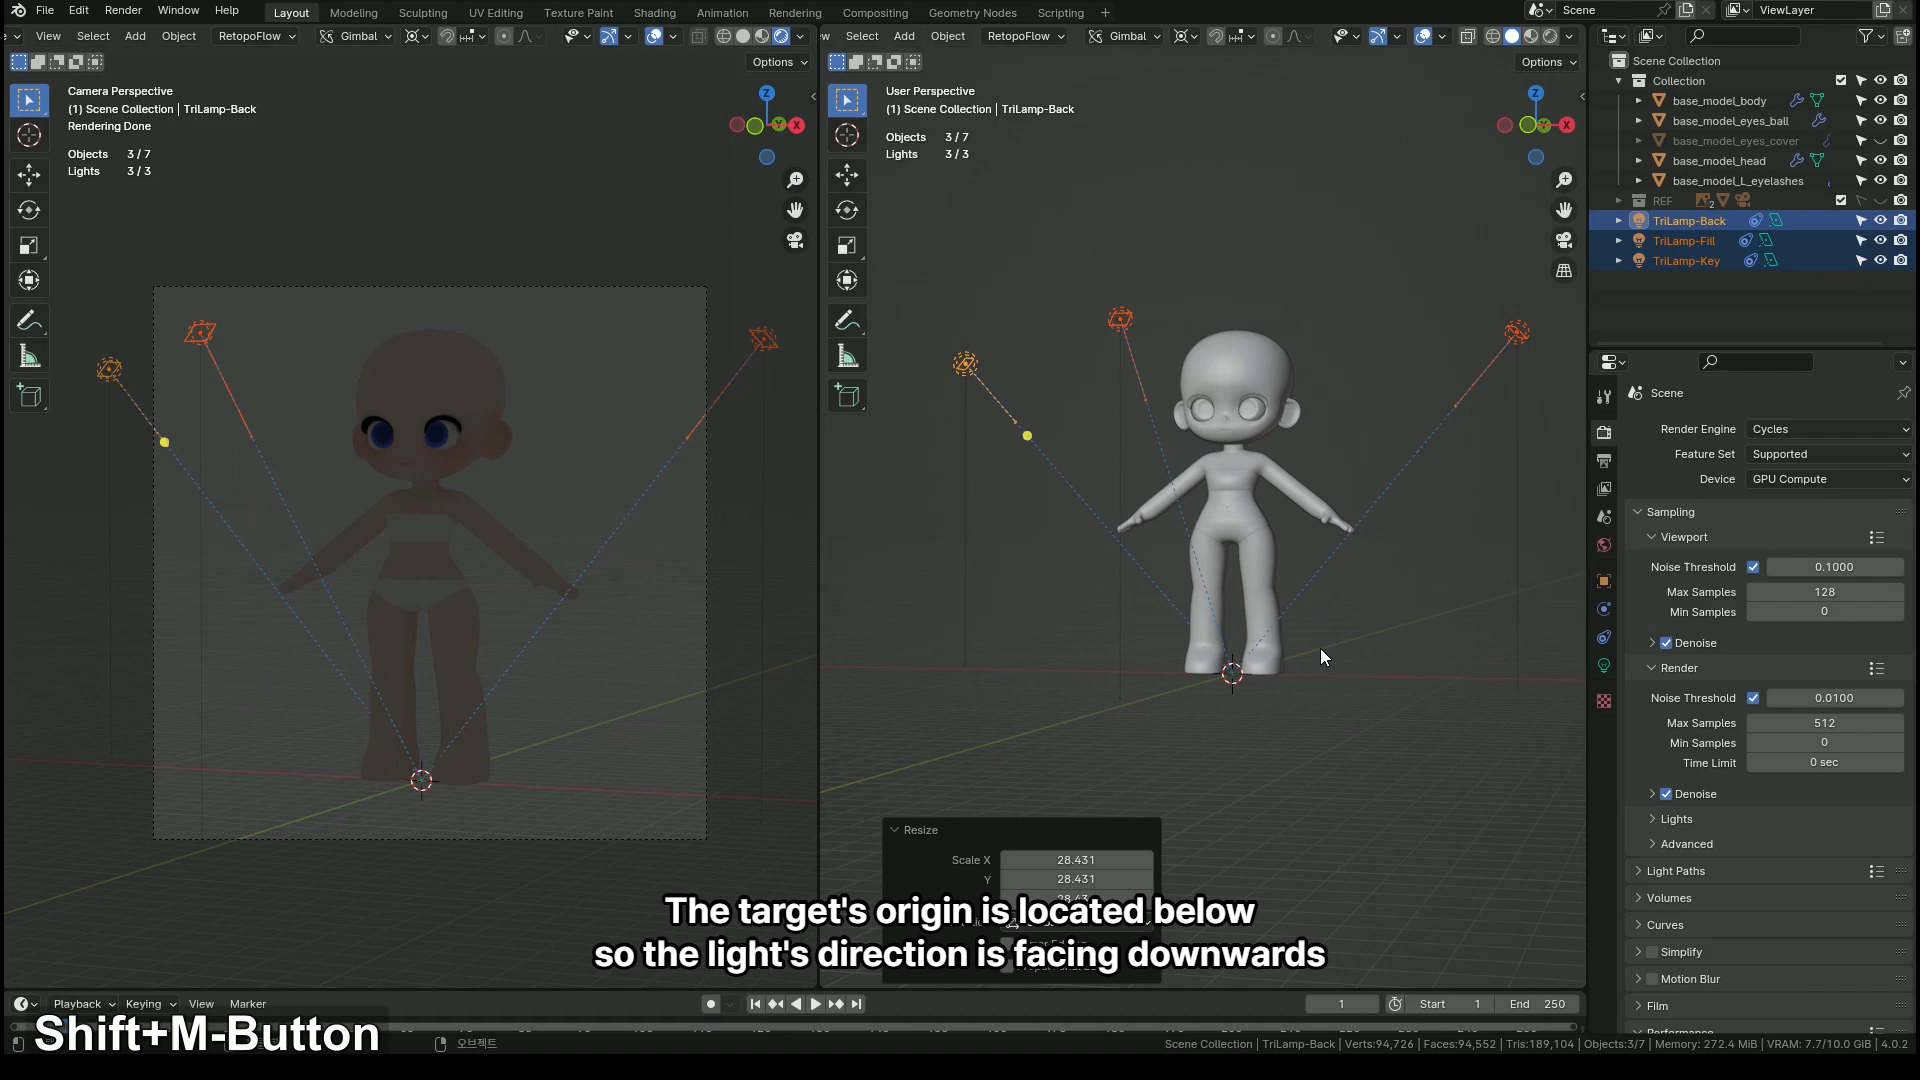 File Edit Render Window Help Layout Modeling Sculpting UV Editing Texture Paint Shading Animation Rendering Compositing Geometry Nodes Scripting + Scene ViewLayer
View Select Add Object RetopoFlow Gimbal
ew Select Add Object RetopoFlow Gimbal
Options
Options
Camera Perspective
(1) Scene Collection | TriLamp-Back
Rendering Done
Objects 3 / 7
Lights 3 / 3
Z
Y
X
User Perspective
(1) Scene Collection | TriLamp-Back
Objects 3 / 7
Lights 3 / 3
Z
X
Scene Collection
Collection
base_model_body
base_model_eyes_ball
base_model_eyes_cover
base_model_head
base_model_L_eyelashes
REF 2
TriLamp-Back
TriLamp-Fill
TriLamp-Key
Scene
Render Engine Cycles
Feature Set Supported
Device GPU Compute
Sampling
Viewport
Noise Threshold 0.1000
Max Samples 128
Min Samples 0
Denoise
Render
Noise Threshold 0.0100
Max Samples 512
Min Samples 0
Time Limit 0 sec
Denoise
Lights
Advanced
Light Paths
Volumes
Curves
Simplify
Motion Blur
Film
Performance
Resize
Scale X 28.431
Y 28.431
The target's origin is located below
so the light's direction is facing downwards
Playback Keying View Marker 1 Start 1 End 250
Shift+M-Button
오브젝트
Scene Collection | TriLamp-Back | Verts:94,726 | Faces:94,552 | Tris:189,104 | Objects:3/7 | Memory: 272.4 MiB | VRAM: 7.7/10.0 GiB | 4.0.2